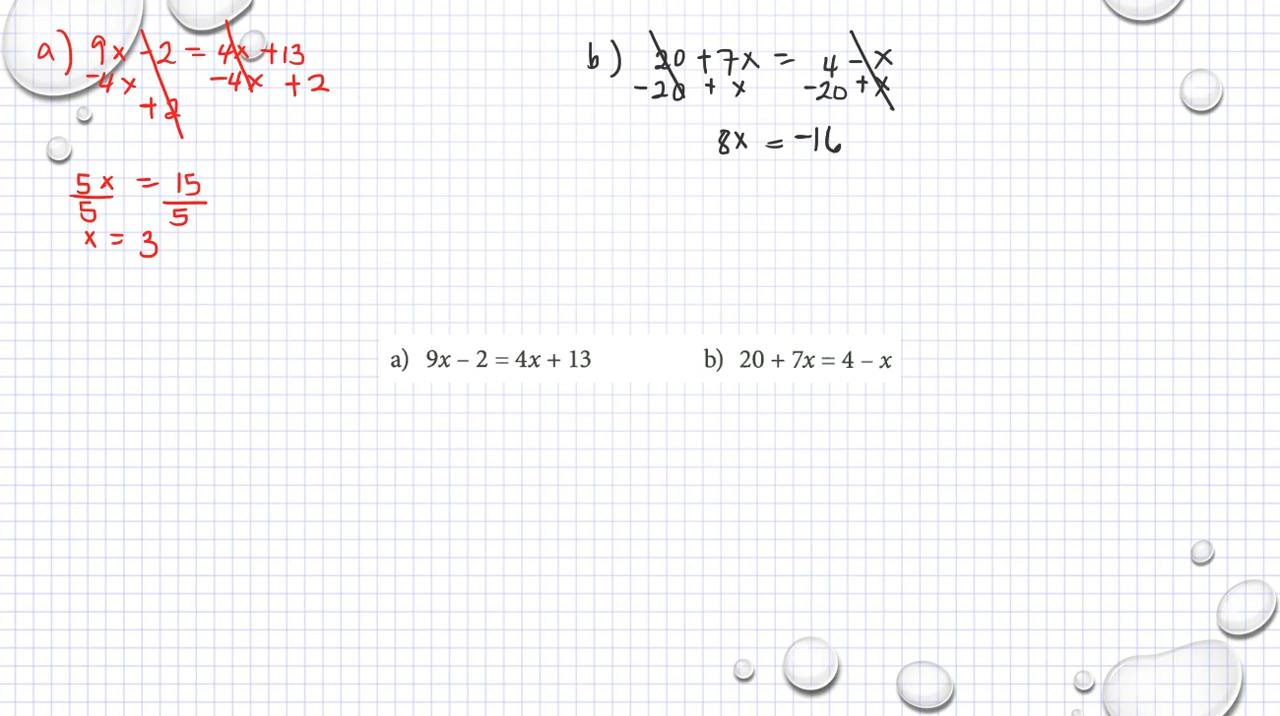 a) 9x - 2 = 4x + 13
-4x -4x + 2
+ 2
5x = 15
5 5
x = 3
b) 20 + 7x = 4 - x
-20 + x -20 + x
8x = -16
a) 9x – 2 = 4x + 13
b) 20 + 7x = 4 – x